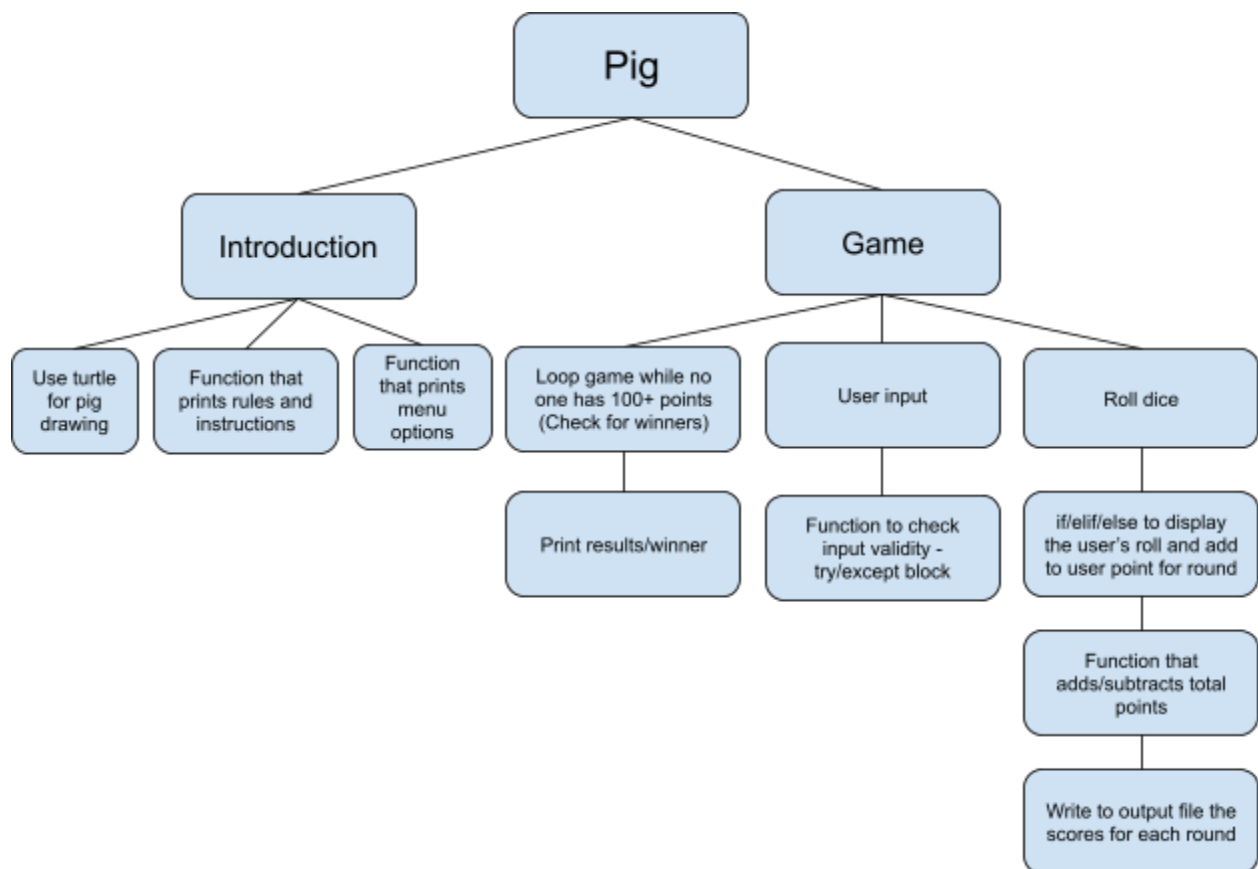 Pig
Introduction
Game
Use turtle
for pig
drawing
Function that
prints rules and
instructions
Function
that prints
menu
options
Loop game while no
one has 100+ points
(Check for winners)
User input
Roll dice
Print results/winner
Function to check
input validity -
try/except block
if/elif/else to display
the user's roll and add
to user point for round
Function that
adds/subtracts total
points
Write to output file the
scores for each round